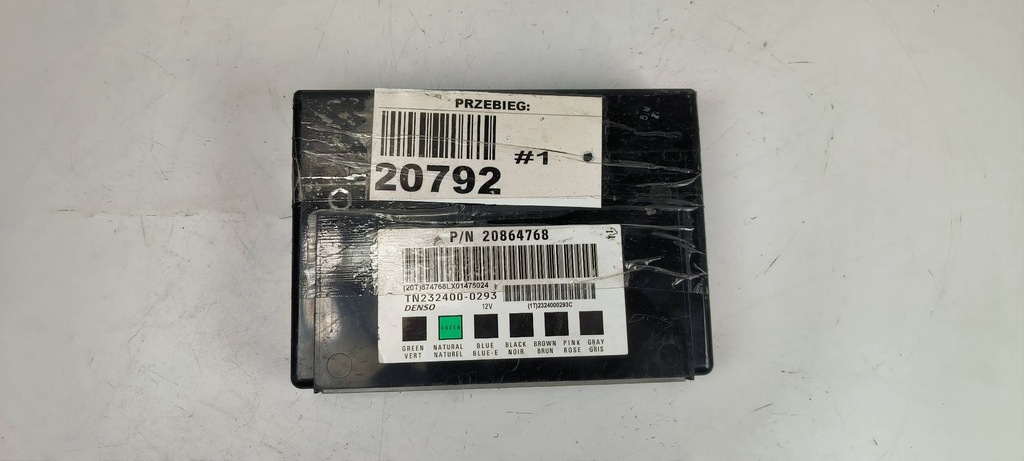 PRZEBIEG:
#1
20792
P/N 20864768
(20T)874768LX01475024
TN232400-0293
DENSO 12V (1T)2324000293C
GREEN
GREEN NATURAL BLUE BLACK BROWN PINK GRAY
VERT NATUREL BLUE-E NOIR BRUN ROSE GRIS